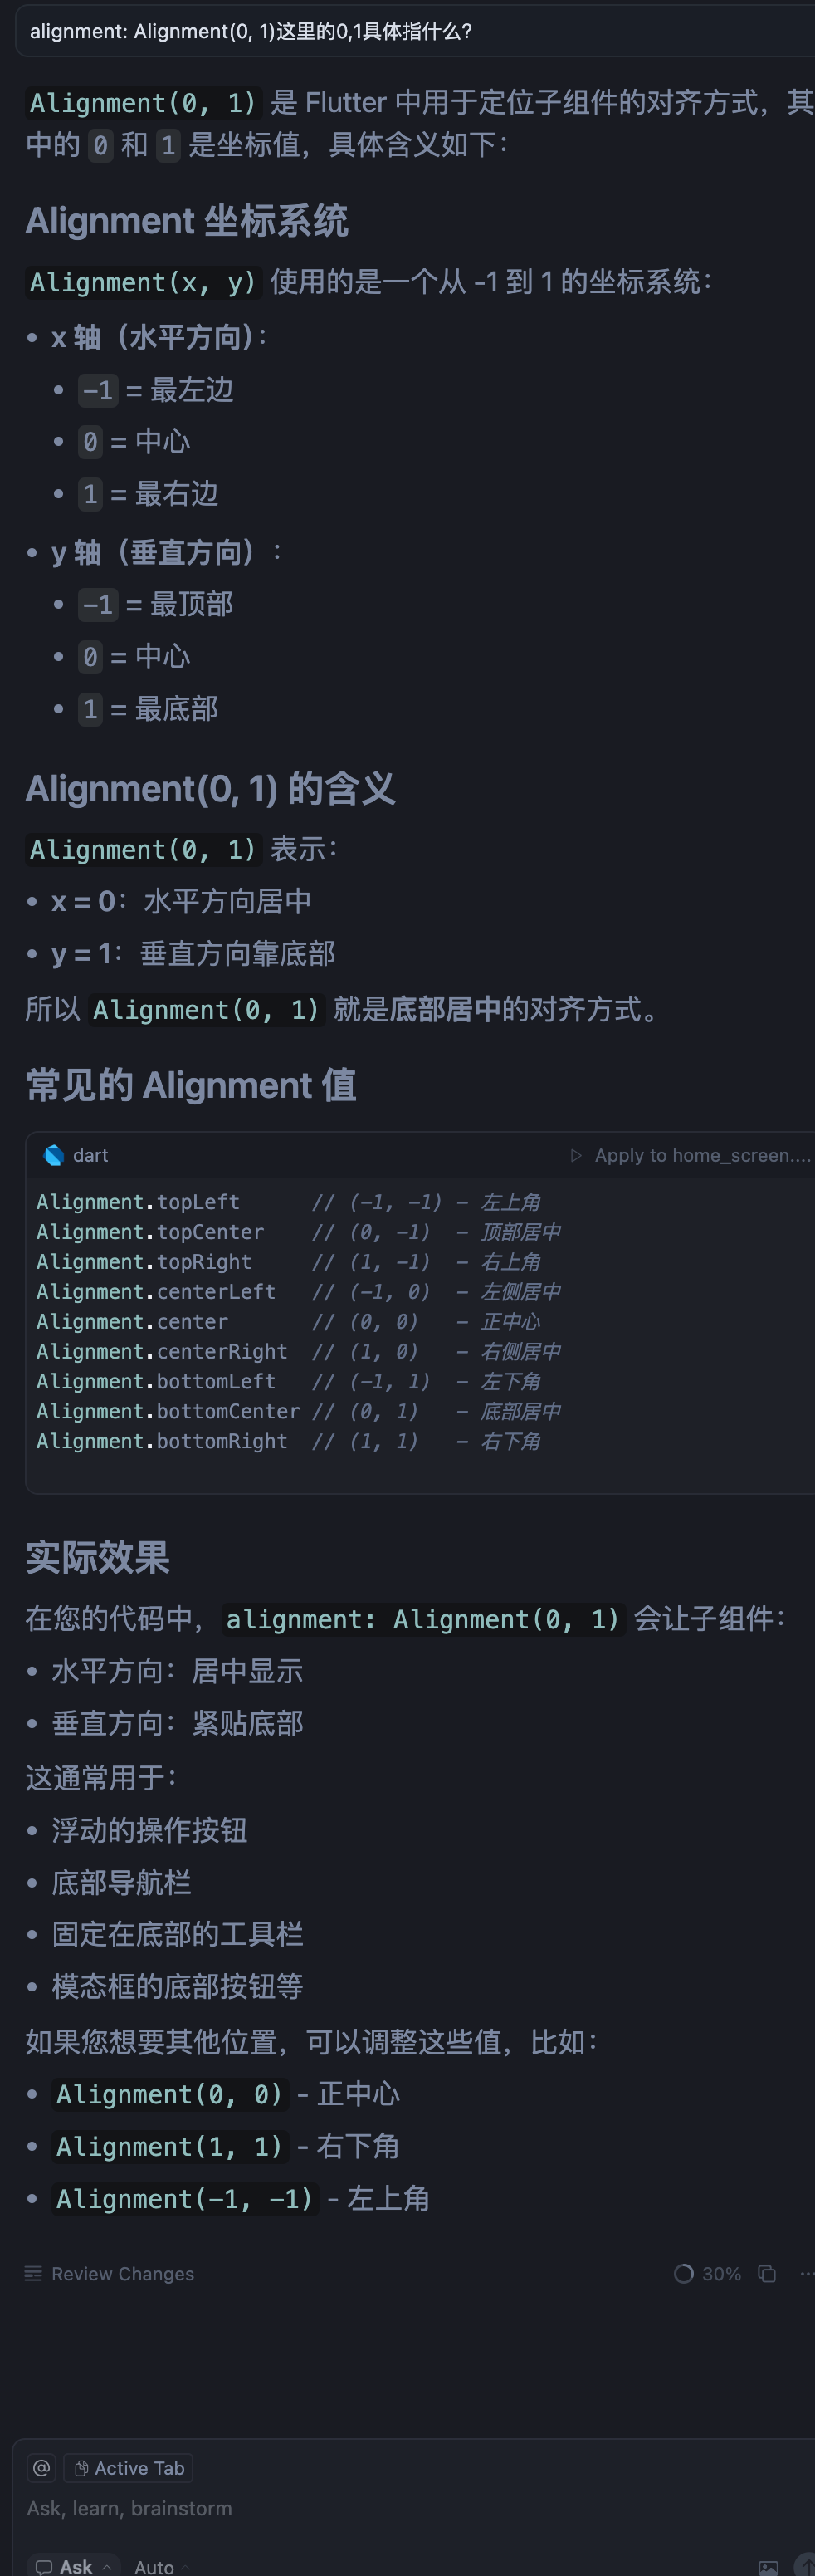 alignment: Alignment(0, 1)这里的0,1具体指什么?
Alignment(0, 1) 是 Flutter 中用于定位子组件的对齐方式，其
中的 0 和 1 是坐标值，具体含义如下：
Alignment 坐标系统
Alignment(x, y) 使用的是一个从 -1 到 1 的坐标系统：
• x 轴（水平方向）：
• -1 = 最左边
• 0 = 中心
• 1 = 最右边
• y 轴（垂直方向）：
• -1 = 最顶部
• 0 = 中心
• 1 = 最底部
Alignment(0, 1) 的含义
Alignment(0, 1) 表示：
• x = 0：水平方向居中
• y = 1：垂直方向靠底部
所以 Alignment(0, 1) 就是底部居中的对齐方式。
常见的 Alignment 值
dart Apply to home_screen....
Alignment.topLeft // (-1, -1) - 左上角
Alignment.topCenter // (0, -1) - 顶部居中
Alignment.topRight // (1, -1) - 右上角
Alignment.centerLeft // (-1, 0) - 左侧居中
Alignment.center // (0, 0) - 正中心
Alignment.centerRight // (1, 0) - 右侧居中
Alignment.bottomLeft // (-1, 1) - 左下角
Alignment.bottomCenter // (0, 1) - 底部居中
Alignment.bottomRight // (1, 1) - 右下角
实际效果
在您的代码中，alignment: Alignment(0, 1) 会让子组件：
• 水平方向：居中显示
• 垂直方向：紧贴底部
这通常用于：
• 浮动的操作按钮
• 底部导航栏
• 固定在底部的工具栏
• 模态框的底部按钮等
如果您想要其他位置，可以调整这些值，比如：
• Alignment(0, 0) - 正中心
• Alignment(1, 1) - 右下角
• Alignment(-1, -1) - 左上角
Review Changes 30% ...
@ Active Tab
Ask, learn, brainstorm
Ask Auto